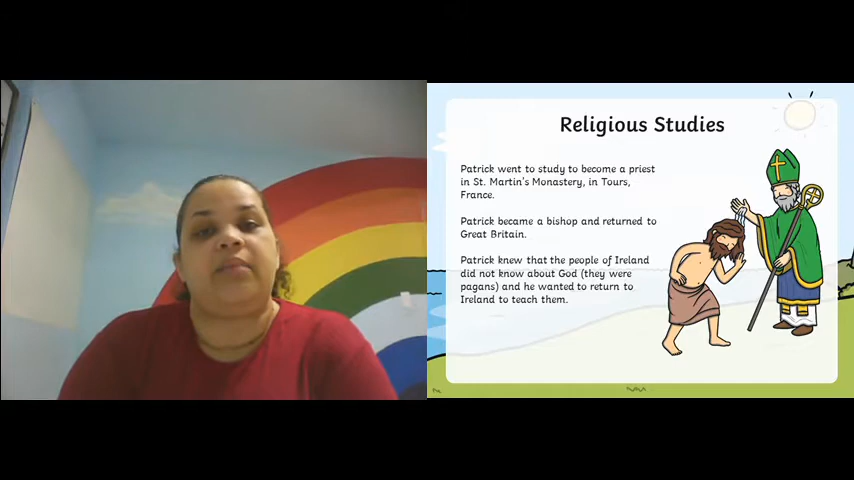 Religious Studies
Patrick went to study to become a priest
in St. Martin's Monastery, in Tours,
France.
Patrick became a bishop and returned to
Great Britain.
Patrick knew that the people of Ireland
did not know about God (they were
pagans) and he wanted to return to
Ireland to teach them.